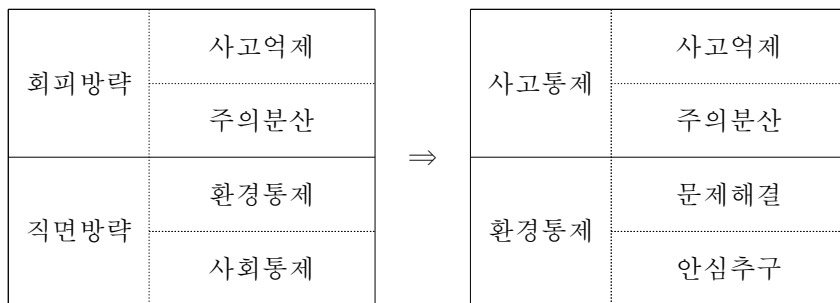 회피방략
사고억제
주의분산
직면방략
환경통제
사회통제
⇒
사고통제
사고억제
주의분산
환경통제
문제해결
안심추구